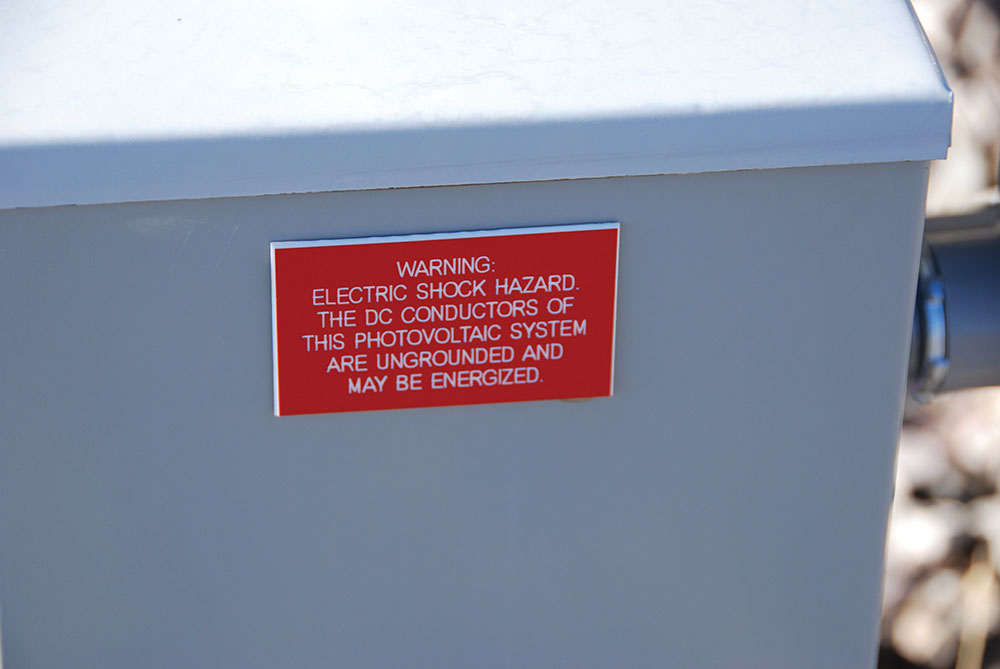 WARNING:
ELECTRIC SHOCK HAZARD.
THE DC CONDUCTORS OF
THIS PHOTOVOLTAIC SYSTEM
ARE UNGROUNDED AND
MAY BE ENERGIZED.